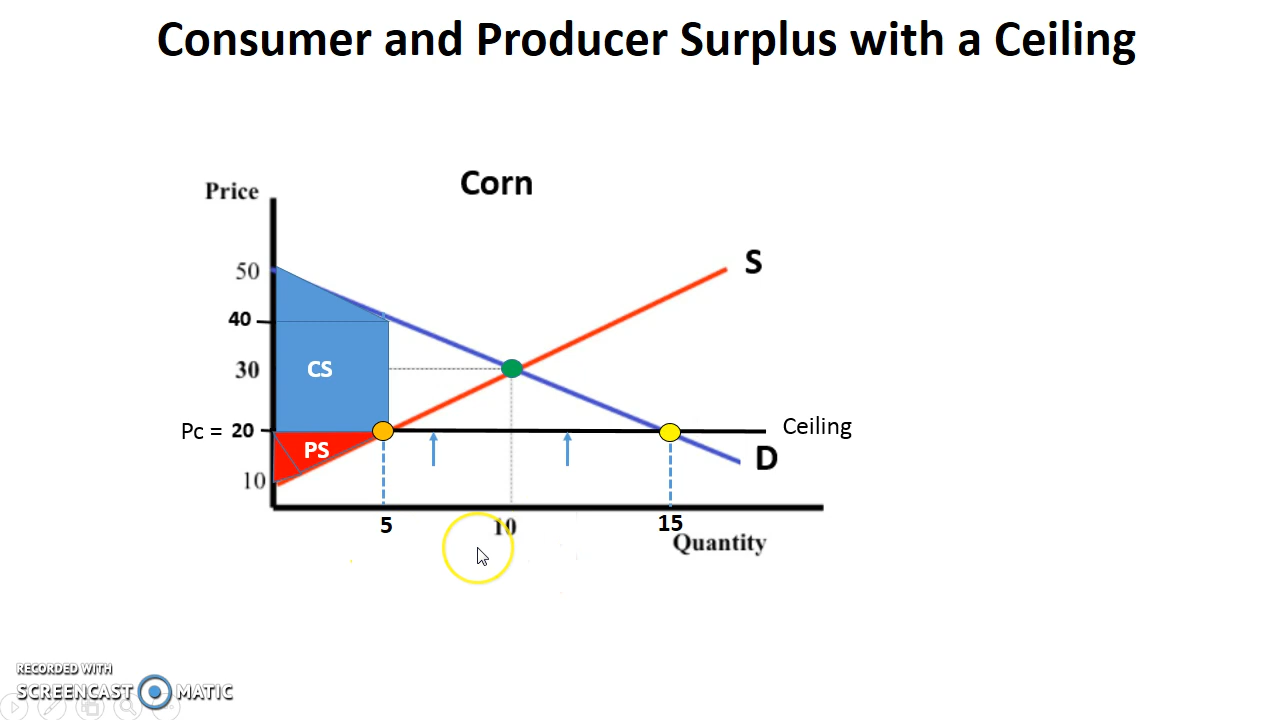 Consumer and Producer Surplus with a Ceiling
Corn
Price
S
50
40
CS
30
Pc = 20
Ceiling
PS
D
10
5
10
15
Quantity
RECORDED WITH
SCREENCAST MATIC